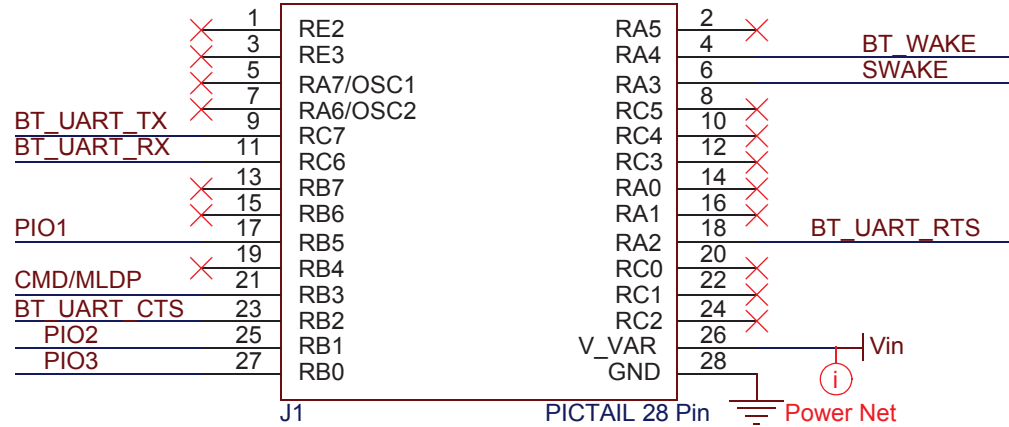 1 RE2 RA5 2
3 RE3 RA4 4 BT_WAKE
5 RA7/OSC1 RA3 6 SWAKE
7 RA6/OSC2 RC5 8
BT_UART_TX 9 RC7 RC4 10
BT_UART_RX 11 RC6 RC3 12
13 RB7 RA0 14
15 RB6 RA1 16
PIO1 17 RB5 RA2 18 BT_UART_RTS
19 RB4 RC0 20
CMD/MLDP 21 RB3 RC1 22
BT_UART_CTS 23 RB2 RC2 24
PIO2 25 RB1 V_VAR 26 Vin
PIO3 27 RB0 GND 28 i
J1 PICTAIL 28 Pin Power Net